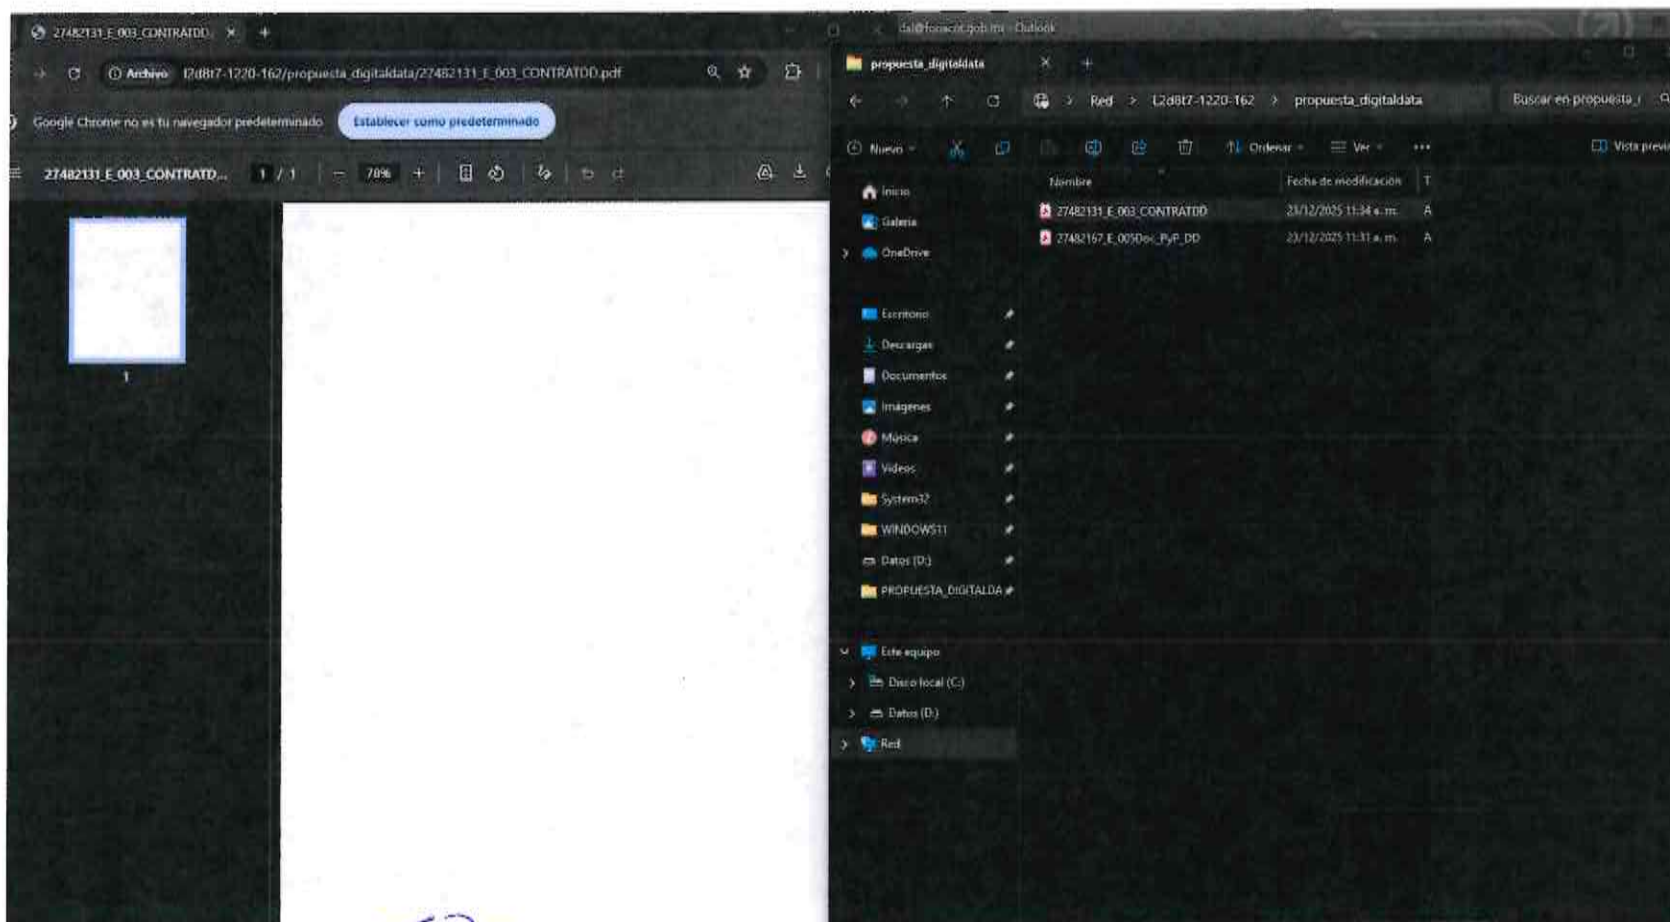 27482131_E_003_CONTRATDD.
Archivo
l2d8t7-1220-162/propuesta_digitaldata/27482131_E_003_CONTRATDD.pdf
Google Chrome no es tu navegador predeterminado
Establecer como predeterminado
27482131_E_003_CONTRATD...
1 / 1
78%
1
Outlook
propuesta_digitaldata
Red > L2d8t7-1220-162 > propuesta_digitaldata
Buscar en propuesta_
Nuevo
Ordenar
Ver
Vista previa
Nombre
Fecha de modificación
T
27482131_E_003_CONTRATDD
23/12/2025 11:34 a. m.
A
27482167_E_005Doc_PyP_DD
23/12/2025 11:31 a. m.
A
Inicio
Galería
OneDrive
Escritorio
Descargas
Documentos
Imágenes
Música
Videos
System32
WINDOWS11
Datos (D:)
PROPUESTA_DIGITALDA
Este equipo
Disco local (C:)
Datos (D:)
Red